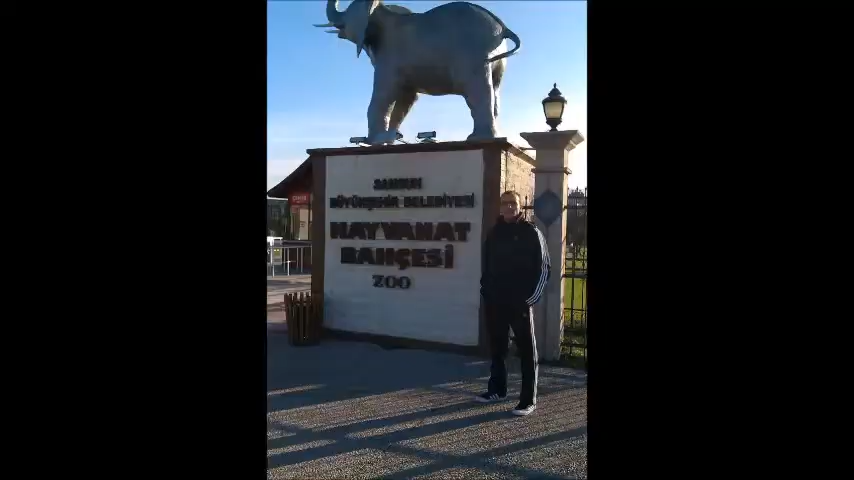 SAMSUN
BÜYÜKŞEHİR BELEDİYESİ
HAYVANAT
BAHÇESİ
ZOO